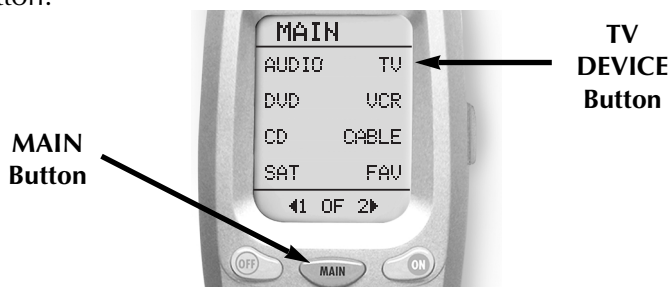 tton.
MAIN
AUDIO TV
DVD VCR
CD CABLE
SAT FAV
1 OF 2
TV
DEVICE
Button
MAIN
Button
OFF MAIN ON